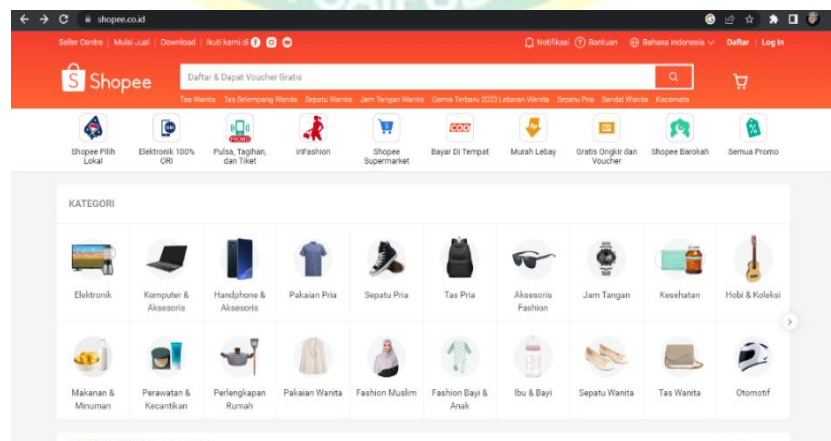 shopee.co.id
Seller Centre | Mulai Jual | Download | Ikuti kami di
Notifikasi Bantuan Bahasa Indonesia Daftar | Log In
Shopee
Daftar & Dapat Voucher Gratis
Tas Wanita Tas Selempang Wanita Sepatu Wanita Jam Tangan Wanita Gamis Terbaru 2023 Lebaran Wanita Sepatu Pria Sandal Wanita Kacamata
PROMO
COD
Shopee Pilih Lokal
Elektronik 100% ORI
Pulsa, Tagihan, dan Tiket
inFashion
Shopee Supermarket
Bayar Di Tempat
Murah Lebay
Gratis Ongkir dan Voucher
Shopee Barokah
Semua Promo
KATEGORI
Elektronik
Komputer & Aksesoris
Handphone & Aksesoris
Pakaian Pria
Sepatu Pria
Tas Pria
Aksesoris Fashion
Jam Tangan
Kesehatan
Hobi & Koleksi
Makanan & Minuman
Perawatan & Kecantikan
Perlengkapan Rumah
Pakaian Wanita
Fashion Muslim
Fashion Bayi & Anak
Ibu & Bayi
Sepatu Wanita
Tas Wanita
Otomotif